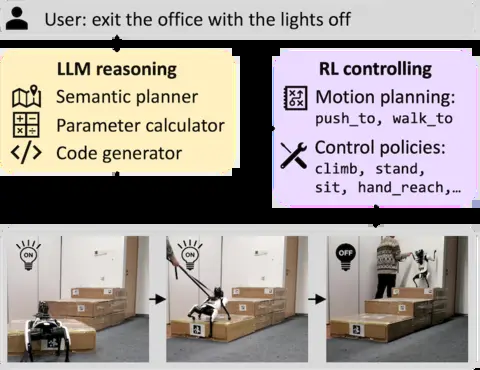 User: exit the office with the lights off
LLM reasoning
Semantic planner
Parameter calculator
Code generator
RL controlling
Motion planning:
push_to, walk_to
Control policies:
climb, stand,
sit, hand_reach,…
ON
ON
OFF